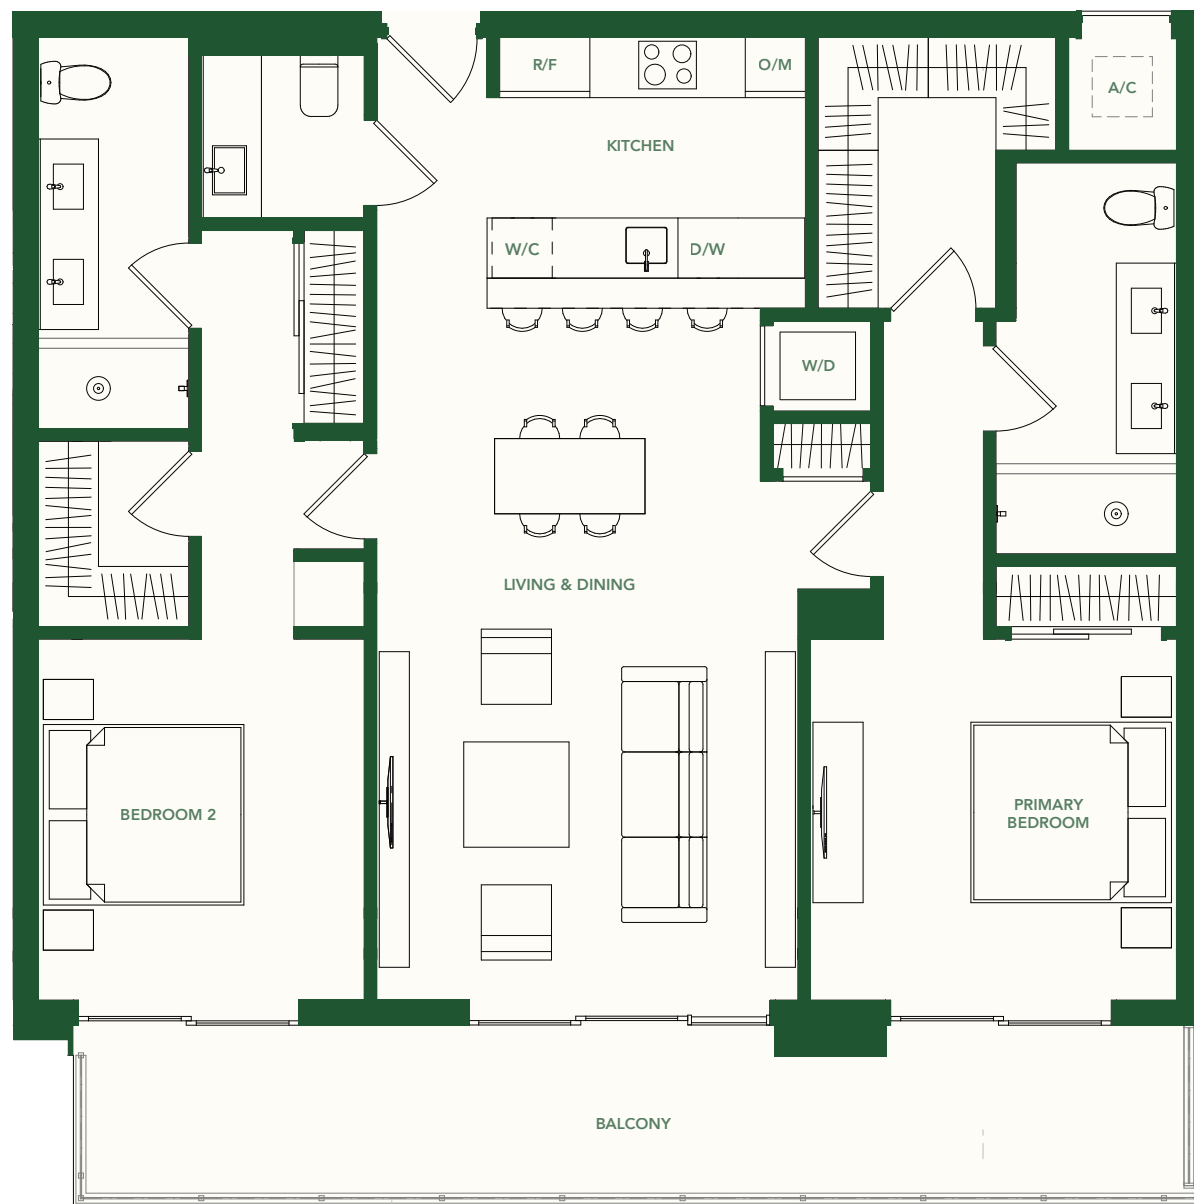 R/F
O/M
A/C
KITCHEN
W/C
D/W
W/D
LIVING & DINING
BEDROOM 2
PRIMARY
BEDROOM
BALCONY